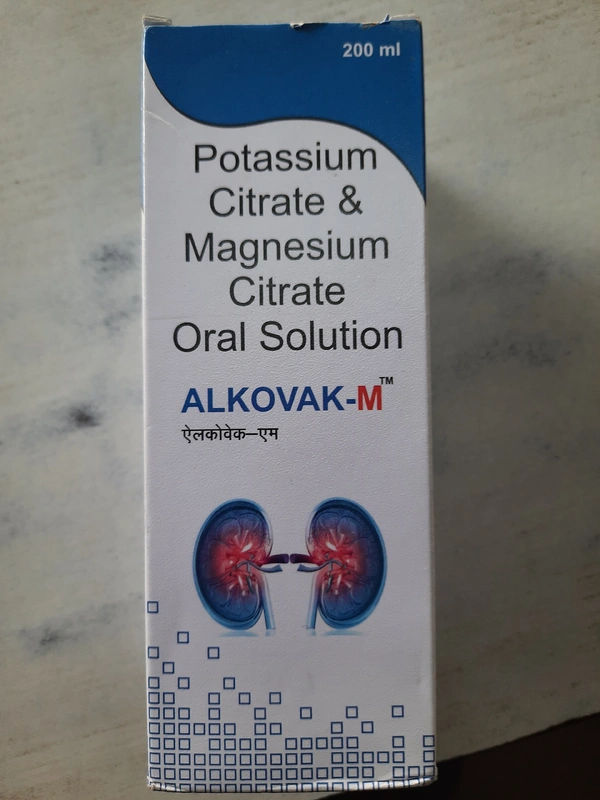 200 ml
Potassium
Citrate &
Magnesium
Citrate
Oral Solution
ALKOVAK-M™
ऐलकोवेक–एम